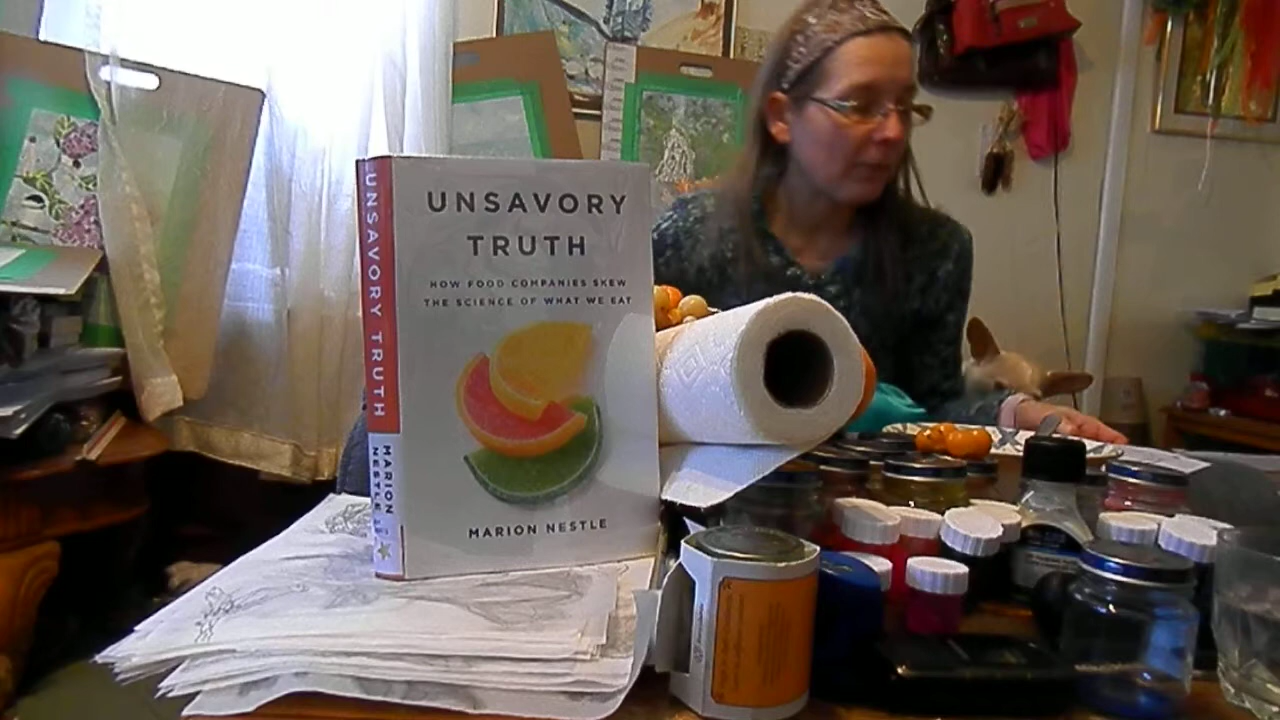 UNSAVORY
TRUTH
HOW FOOD COMPANIES SKEW
THE SCIENCE OF WHAT WE EAT
MARION NESTLE
UNSAVORY TRUTH
MARION
NESTLE